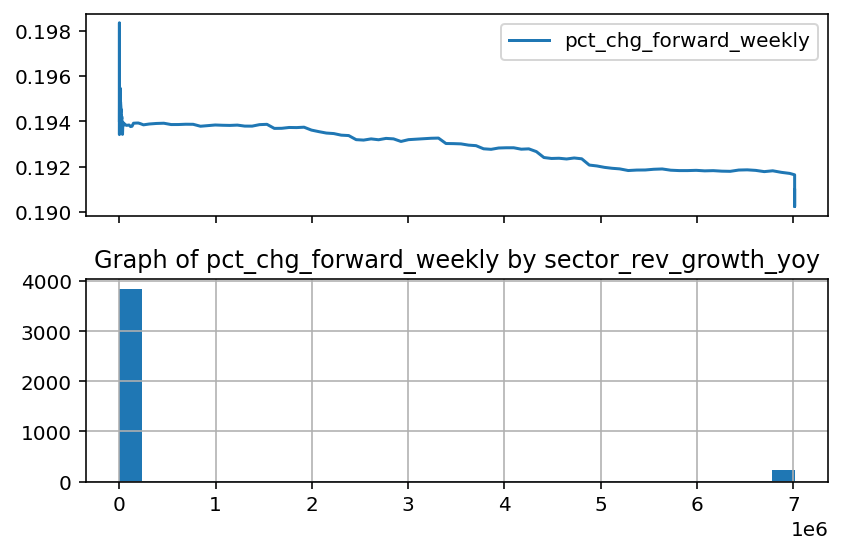 0.198
0.196
0.194
0.192
0.190
pct_chg_forward_weekly
Graph of pct_chg_forward_weekly by sector_rev_growth_yoy
4000
3000
2000
1000
0
0 1 2 3 4 5 6 7
1e6